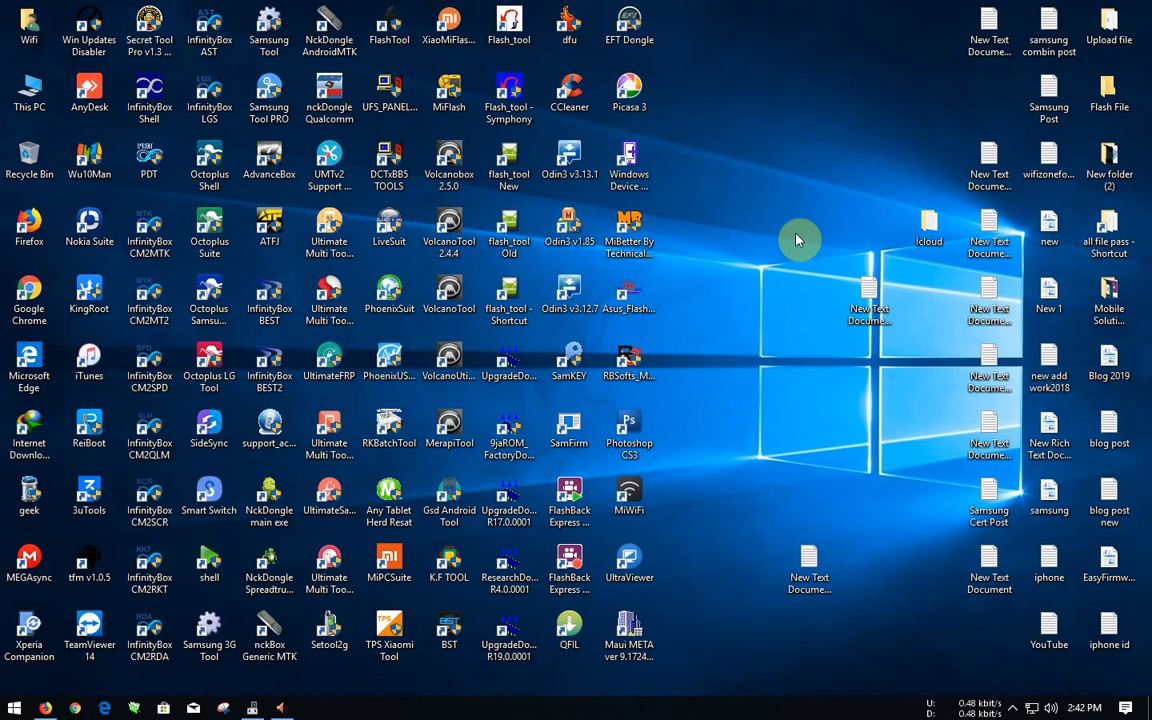 Wifi
Win Updates
Disabler
Secret Tool
Pro v1.3 ...
InfinityBox
AST
Samsung
Tool
NckDongle
AndroidMTK
FlashTool
XiaoMiFlas...
Flash_tool
dfu
EFT Dongle
New Text
Docume...
samsung
combin post
Upload file
This PC
AnyDesk
InfinityBox
Shell
InfinityBox
LGS
Samsung
Tool PRO
nckDongle
Qualcomm
UFS_PANEL...
MiFlash
Flash_tool -
Symphony
CCleaner
Picasa 3
Samsung
Post
Flash File
Recycle Bin
Wu10Man
PDT
Octoplus
Shell
AdvanceBox
UMTv2
Support ...
DCTxBB5
TOOLS
Volcanobox
2.5.0
flash_tool
New
Odin3 v3.13.1
Windows
Device ...
New Text
Docume...
wifizonefo...
New folder
(2)
Firefox
Nokia Suite
InfinityBox
CM2MTK
Octoplus
Suite
ATFJ
Ultimate
Multi Too...
LiveSuit
VolcanoTool
2.4.4
flash_tool
Old
Odin3 v1.85
MiBetter By
Technical...
Icloud
New Text
Docume...
new
all file pass -
Shortcut
Google
Chrome
KingRoot
InfinityBox
CM2MT2
Octoplus
Samsu...
InfinityBox
BEST
Ultimate
Multi Too...
PhoenixSuit
VolcanoTool
flash_tool -
Shortcut
Odin3 v3.12.7
Asus_Flash...
New Text
Docume...
New Text
Docume...
New 1
Mobile
Soluti...
Microsoft
Edge
iTunes
InfinityBox
CM2SPD
Octoplus LG
Tool
InfinityBox
BEST2
UltimateFRP
PhoenixUS...
VolcanoUti...
UpgradeDo...
SamKEY
RBSofts_M...
New Text
Docume...
new add
work2018
Blog 2019
Internet
Downlo...
ReiBoot
InfinityBox
CM2QLM
SideSync
support_ac...
Ultimate
Multi Too...
RKBatchTool
MerapiTool
9jaROM_
FactoryDo...
SamFirm
Photoshop
CS3
New Text
Docume...
New Rich
Text Doc...
blog post
geek
3uTools
InfinityBox
CM2SCR
Smart Switch
NckDongle
main exe
UltimateSa...
Any Tablet
Herd Resat
Gsd Android
Tool
UpgradeDo...
R17.0.0001
FlashBack
Express ...
MiWiFi
Samsung
Cert Post
samsung
blog post
new
MEGAsync
tfm v1.0.5
InfinityBox
CM2RKT
shell
NckDongle
Spreadtru...
Ultimate
Multi Too...
MiPCSuite
K.F TOOL
ResearchDo...
R4.0.0001
FlashBack
Express ...
UltraViewer
New Text
Docume...
New Text
Document
iphone
EasyFirmw...
Xperia
Companion
TeamViewer
14
InfinityBox
CM2RDA
Samsung 3G
Tool
nckBox
Generic MTK
Setool2g
TPS Xiaomi
Tool
BST
UpgradeDo...
R19.0.0001
QFIL
Maui META
ver 9.1724...
YouTube
iphone id
U: 0.48 kbit/s
D: 0.48 kbit/s
2:42 PM